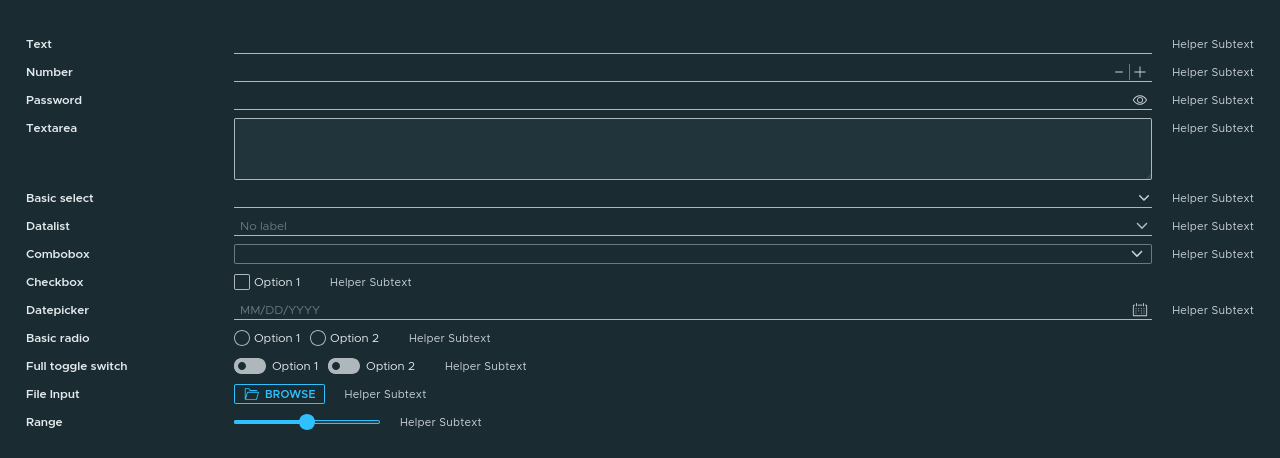 Text Helper Subtext
Number Helper Subtext
Password Helper Subtext
Textarea Helper Subtext
Basic select Helper Subtext
Datalist No label Helper Subtext
Combobox Helper Subtext
Checkbox Option 1 Helper Subtext
Datepicker MM/DD/YYYY Helper Subtext
Basic radio Option 1 Option 2 Helper Subtext
Full toggle switch Option 1 Option 2 Helper Subtext
File Input BROWSE Helper Subtext
Range Helper Subtext